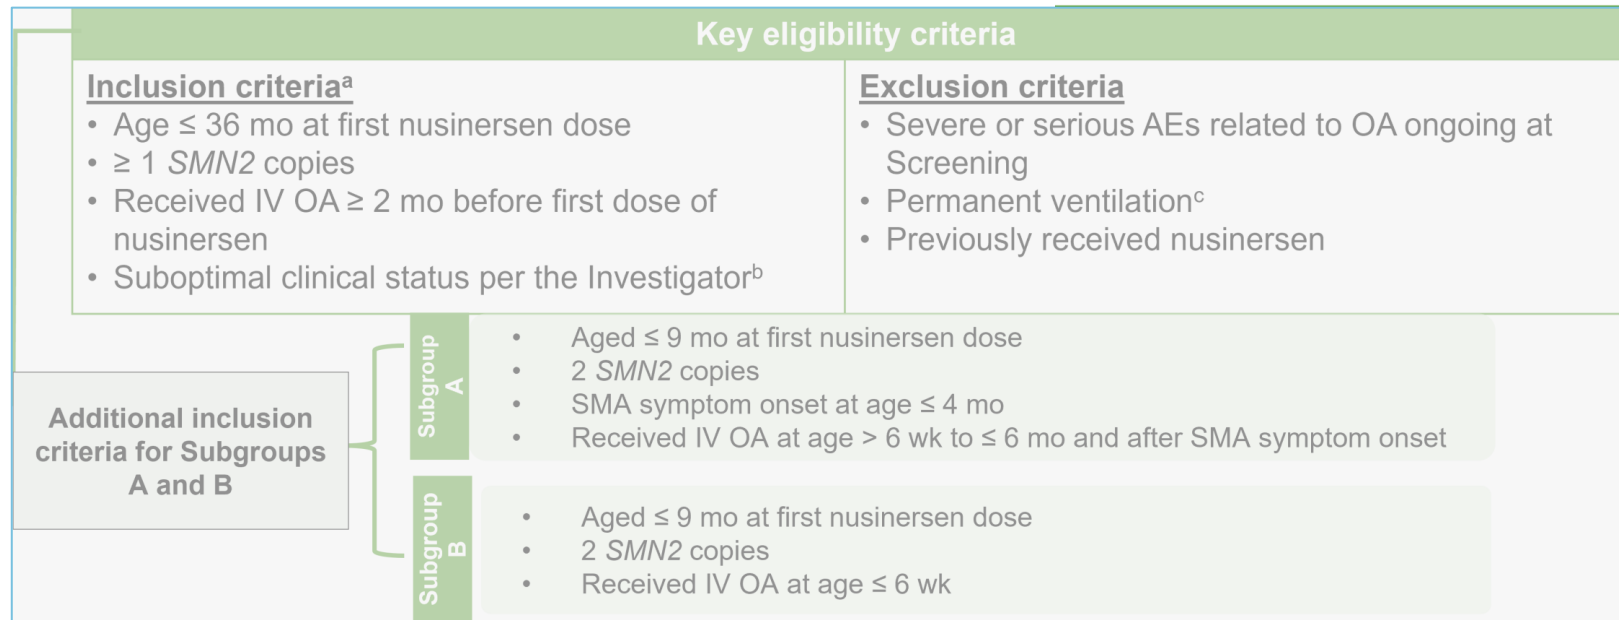 Key eligibility criteria
Inclusion criteriaᵃ
• Age ≤ 36 mo at first nusinersen dose
• ≥ 1 SMN2 copies
• Received IV OA ≥ 2 mo before first dose of
nusinersen
• Suboptimal clinical status per the Investigatorᵇ
Exclusion criteria
• Severe or serious AEs related to OA ongoing at
Screening
• Permanent ventilationᶜ
• Previously received nusinersen
Additional inclusion
criteria for Subgroups
A and B
Subgroup
A
• Aged ≤ 9 mo at first nusinersen dose
• 2 SMN2 copies
• SMA symptom onset at age ≤ 4 mo
• Received IV OA at age > 6 wk to ≤ 6 mo and after SMA symptom onset
Subgroup
B
• Aged ≤ 9 mo at first nusinersen dose
• 2 SMN2 copies
• Received IV OA at age ≤ 6 wk